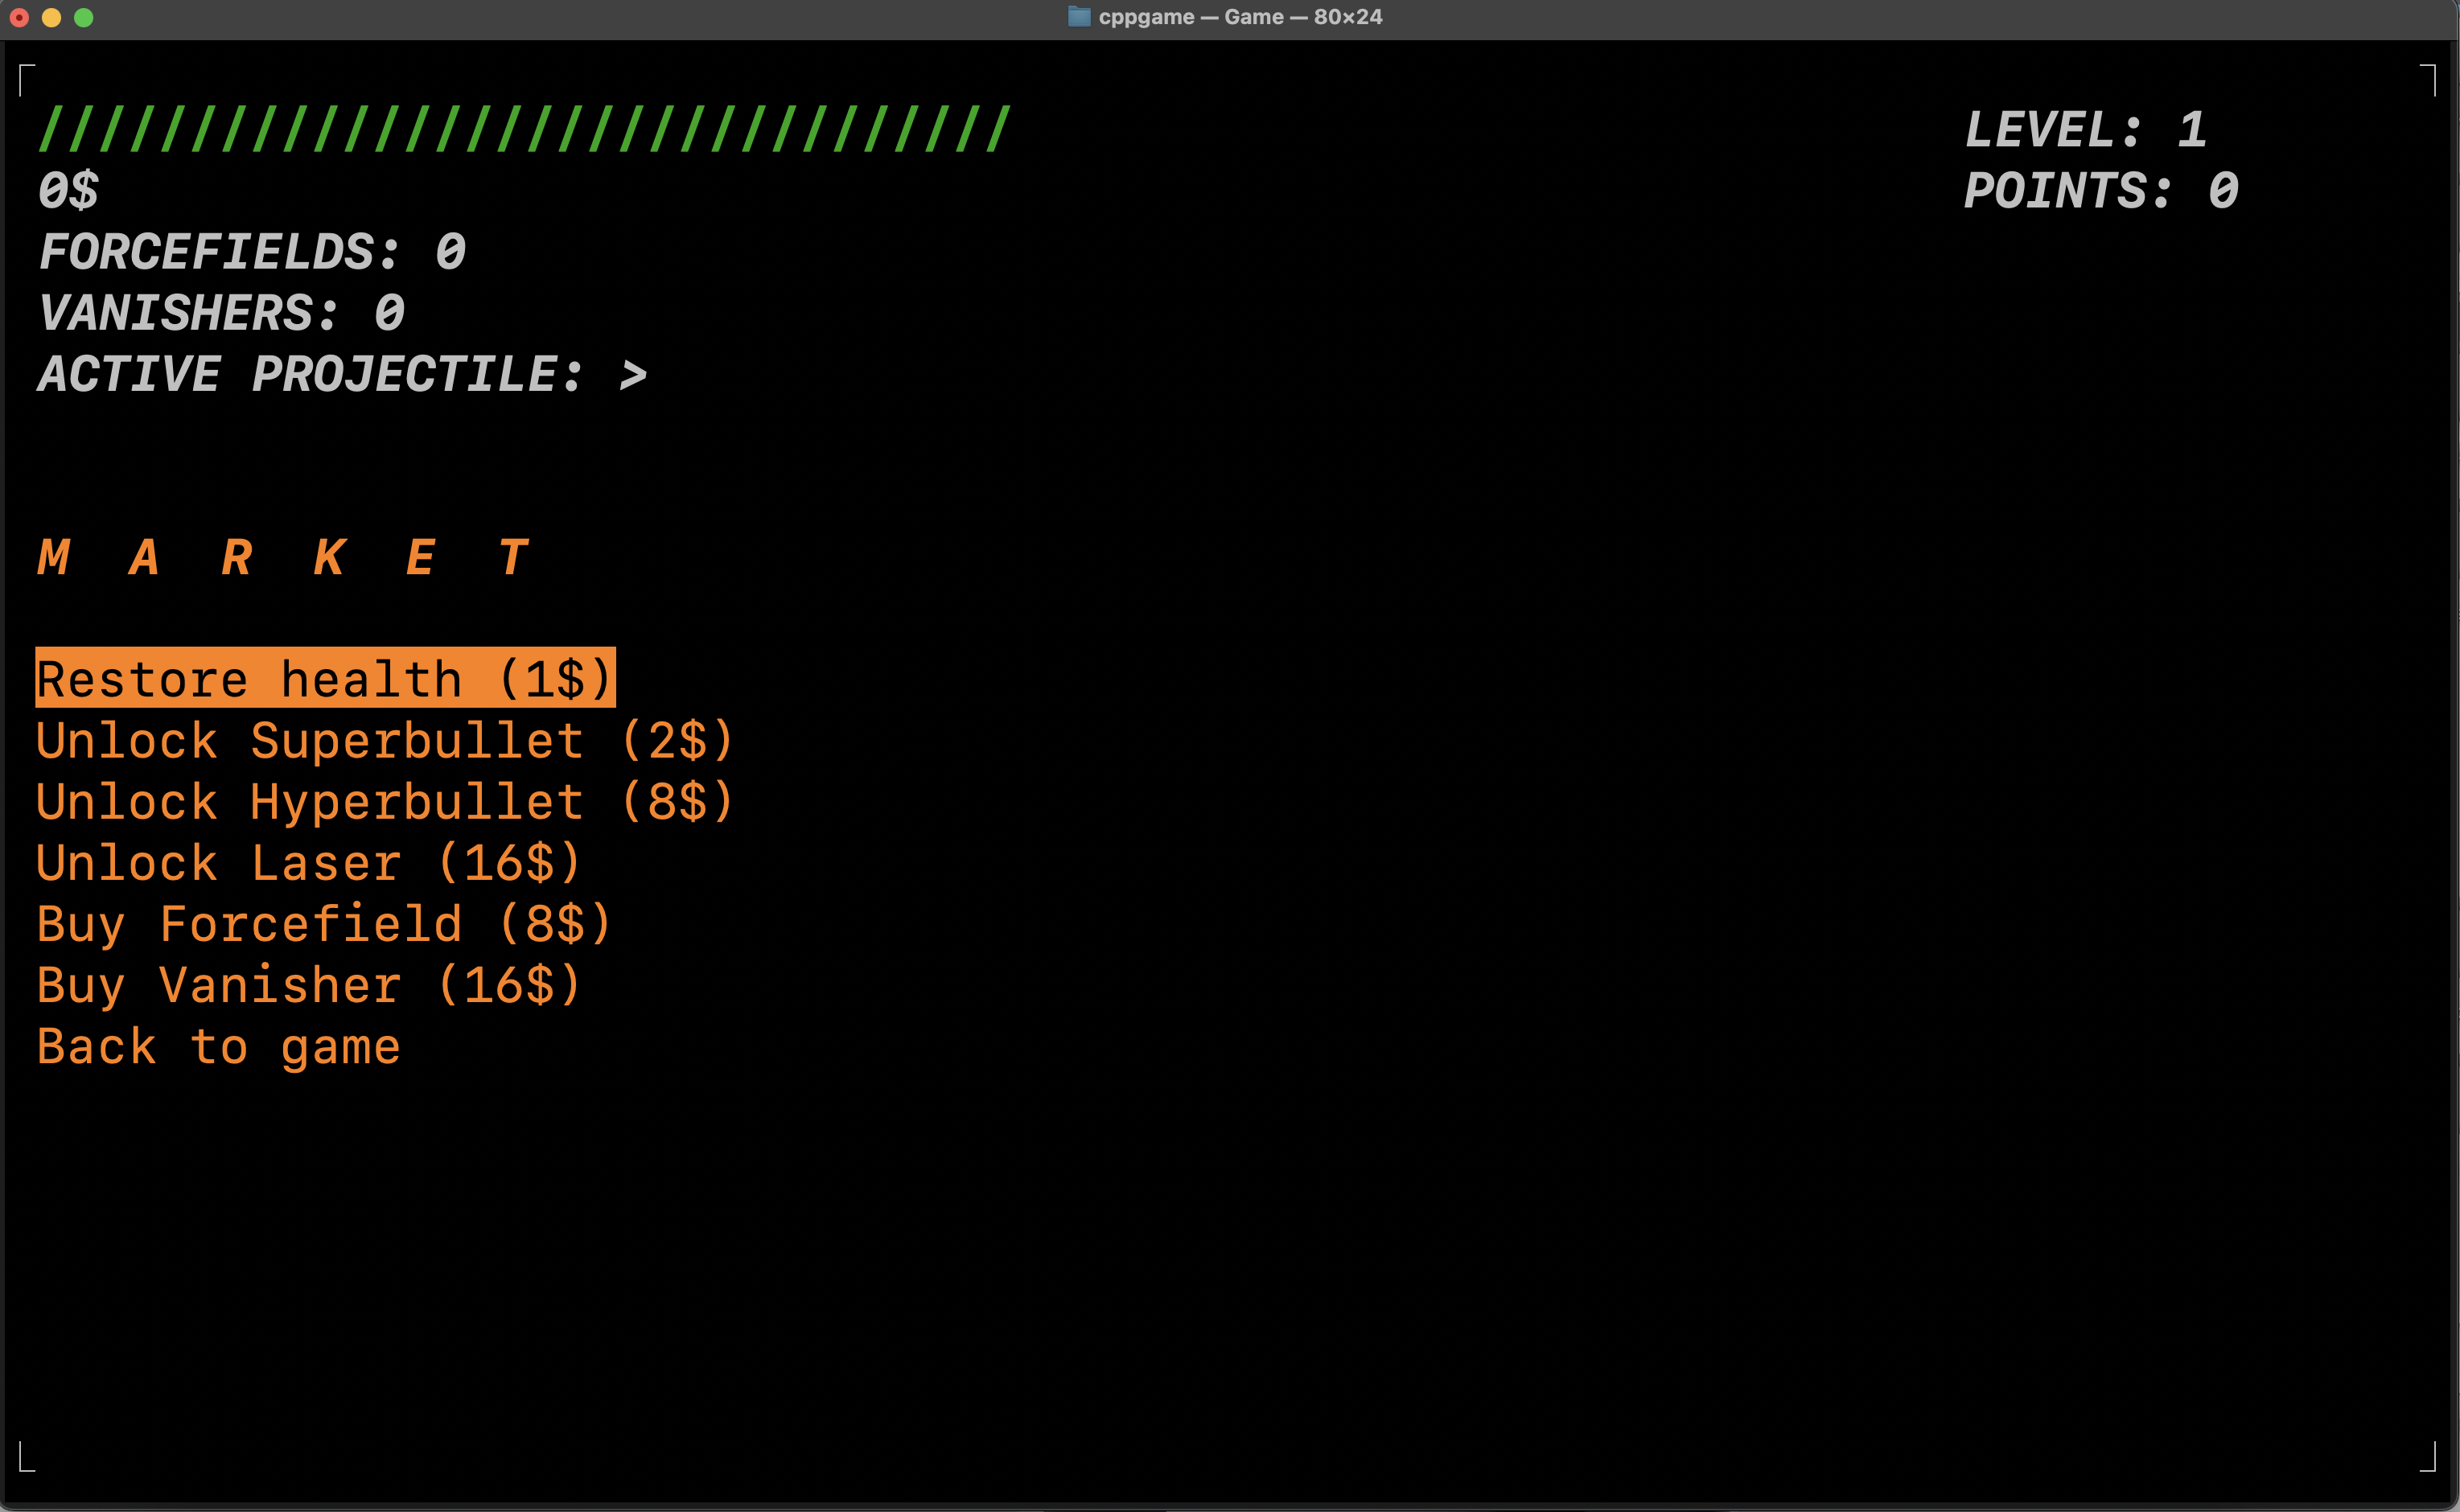 cppgame — Game — 80×24
//////////////////////////////// LEVEL: 1
0$ POINTS: 0
FORCEFIELDS: 0
VANISHERS: 0
ACTIVE PROJECTILE: >
M A R K E T
Restore health (1$)
Unlock Superbullet (2$)
Unlock Hyperbullet (8$)
Unlock Laser (16$)
Buy Forcefield (8$)
Buy Vanisher (16$)
Back to game